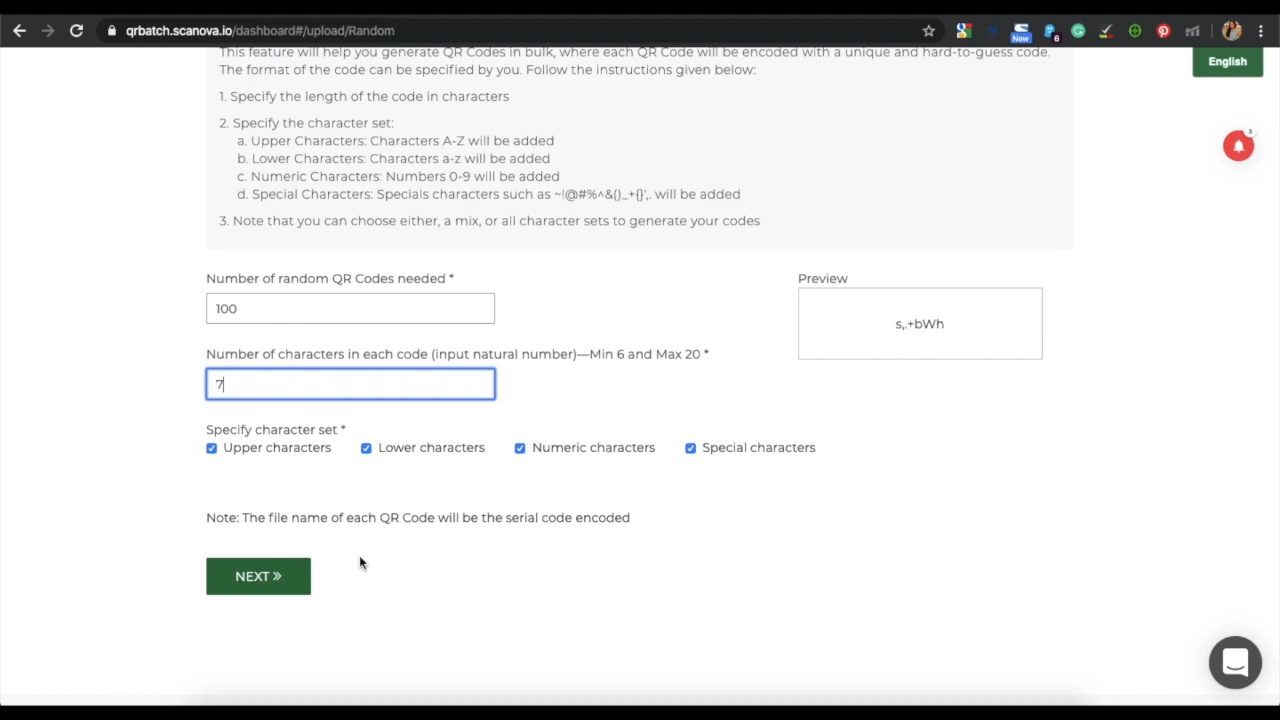 qrbatch.scanova.io/dashboard#/upload/Random
New
6
This feature will help you generate QR Codes in bulk, where each QR Code will be encoded with a unique and hard-to-guess code.
The format of the code can be specified by you. Follow the instructions given below:
English
1. Specify the length of the code in characters
2. Specify the character set:
a. Upper Characters: Characters A-Z will be added
b. Lower Characters: Characters a-z will be added
c. Numeric Characters: Numbers 0-9 will be added
d. Special Characters: Specials characters such as ~!@#%^&()_+{}',. will be added
3. Note that you can choose either, a mix, or all character sets to generate your codes
Number of random QR Codes needed *
Preview
100
s,.+bWh
Number of characters in each code (input natural number)—Min 6 and Max 20 *
7
Specify character set *
Upper characters Lower characters Numeric characters Special characters
Note: The file name of each QR Code will be the serial code encoded
NEXT »